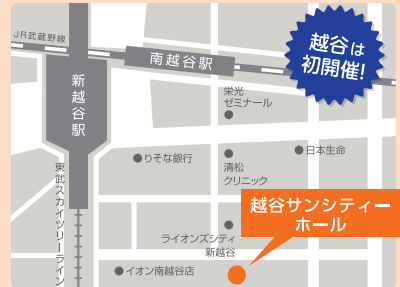 JR武蔵野線
南越谷駅
越谷は
初開催!
新越谷駅
栄光
ゼミナール
りそな銀行
日本生命
清松
クリニック
東武スカイツリーライン
越谷サンシティー
ホール
ライオンズシティ
新越谷
イオン南越谷店